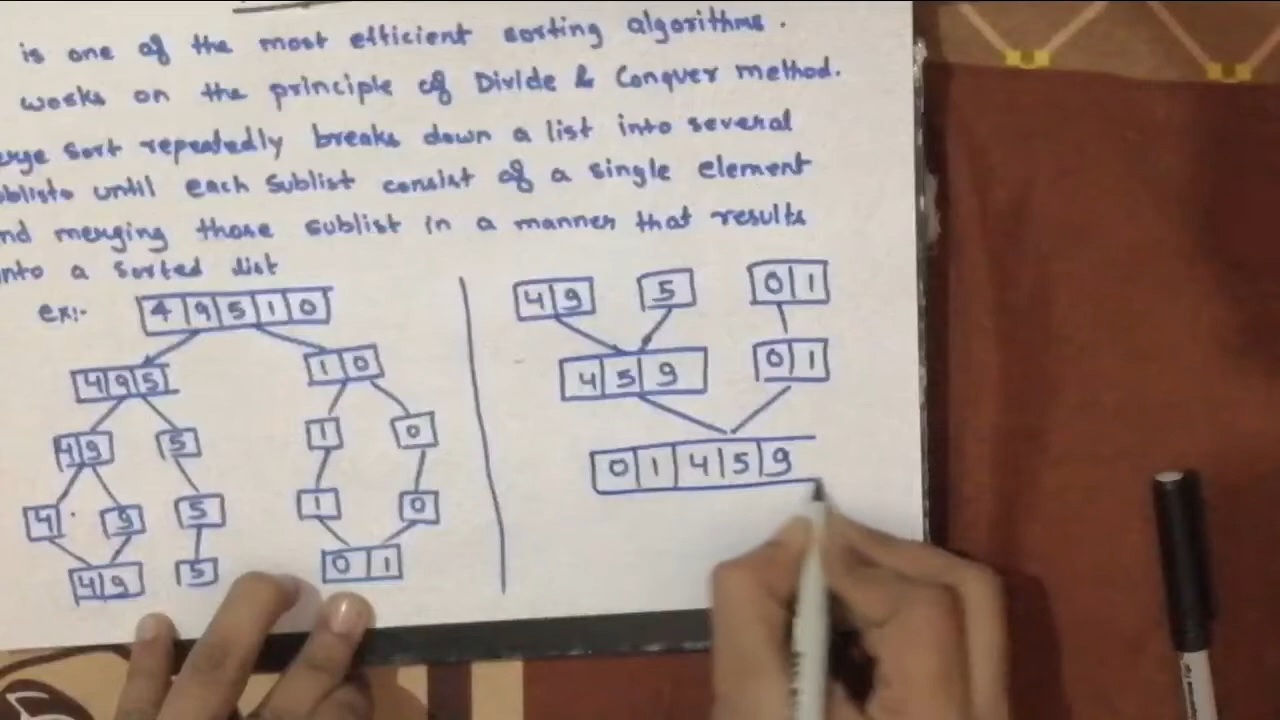 is one of the most efficient sorting algorithms.
works on the principle of Divide & Conquer method.
erge sort repeatedly breaks down a list into several
blists until each sublist consist of a single element
nd merging those sublist in a manner that results
nto a sorted list
ex:- 4 9 5 1 0
4 9 5 1 0
4 9 5 1 0
4 9 5 1 0
4 9 5 0 1
4 9 5 0 1
4 5 9 0 1
0 1 4 5 9